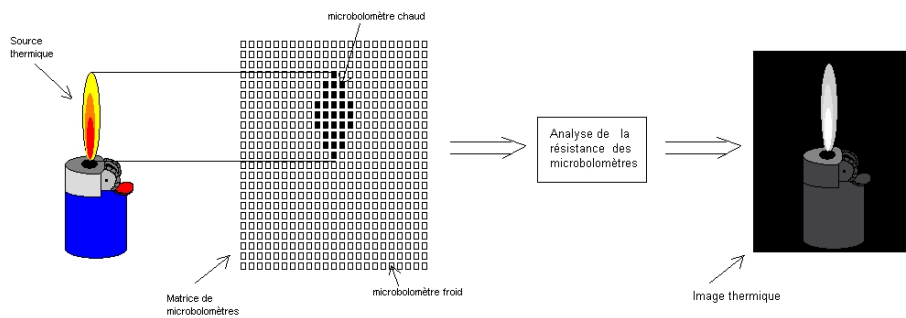 microbolomètre chaud
Source
thermique
Analyse de la
résistance des
microbolomètres
microbolomètre froid
Matrice de
microbolomètres
Image thermique